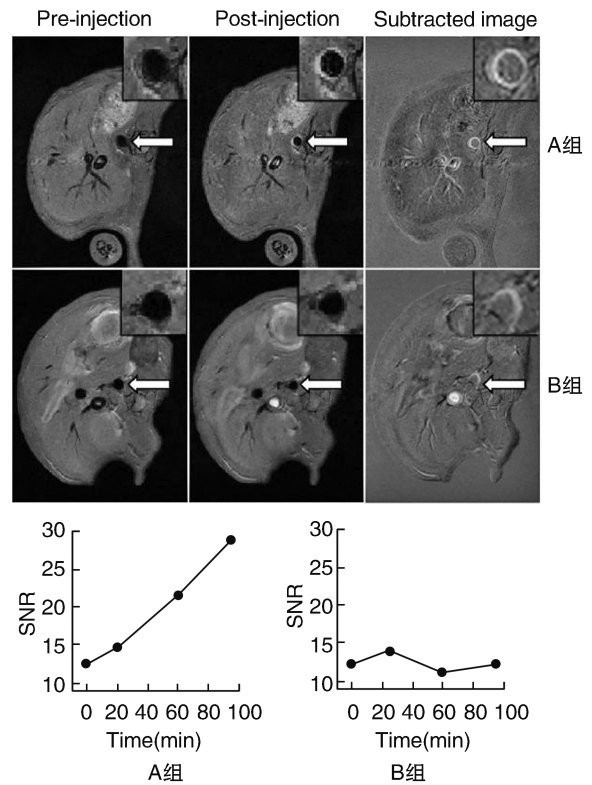 Pre-injection Post-injection Subtracted image
A组
B组
30
25
20
15
10
SNR
0 20 40 60 80 100
Time(min)
A组
30
25
20
15
10
SNR
0 20 40 60 80 100
Time(min)
B组